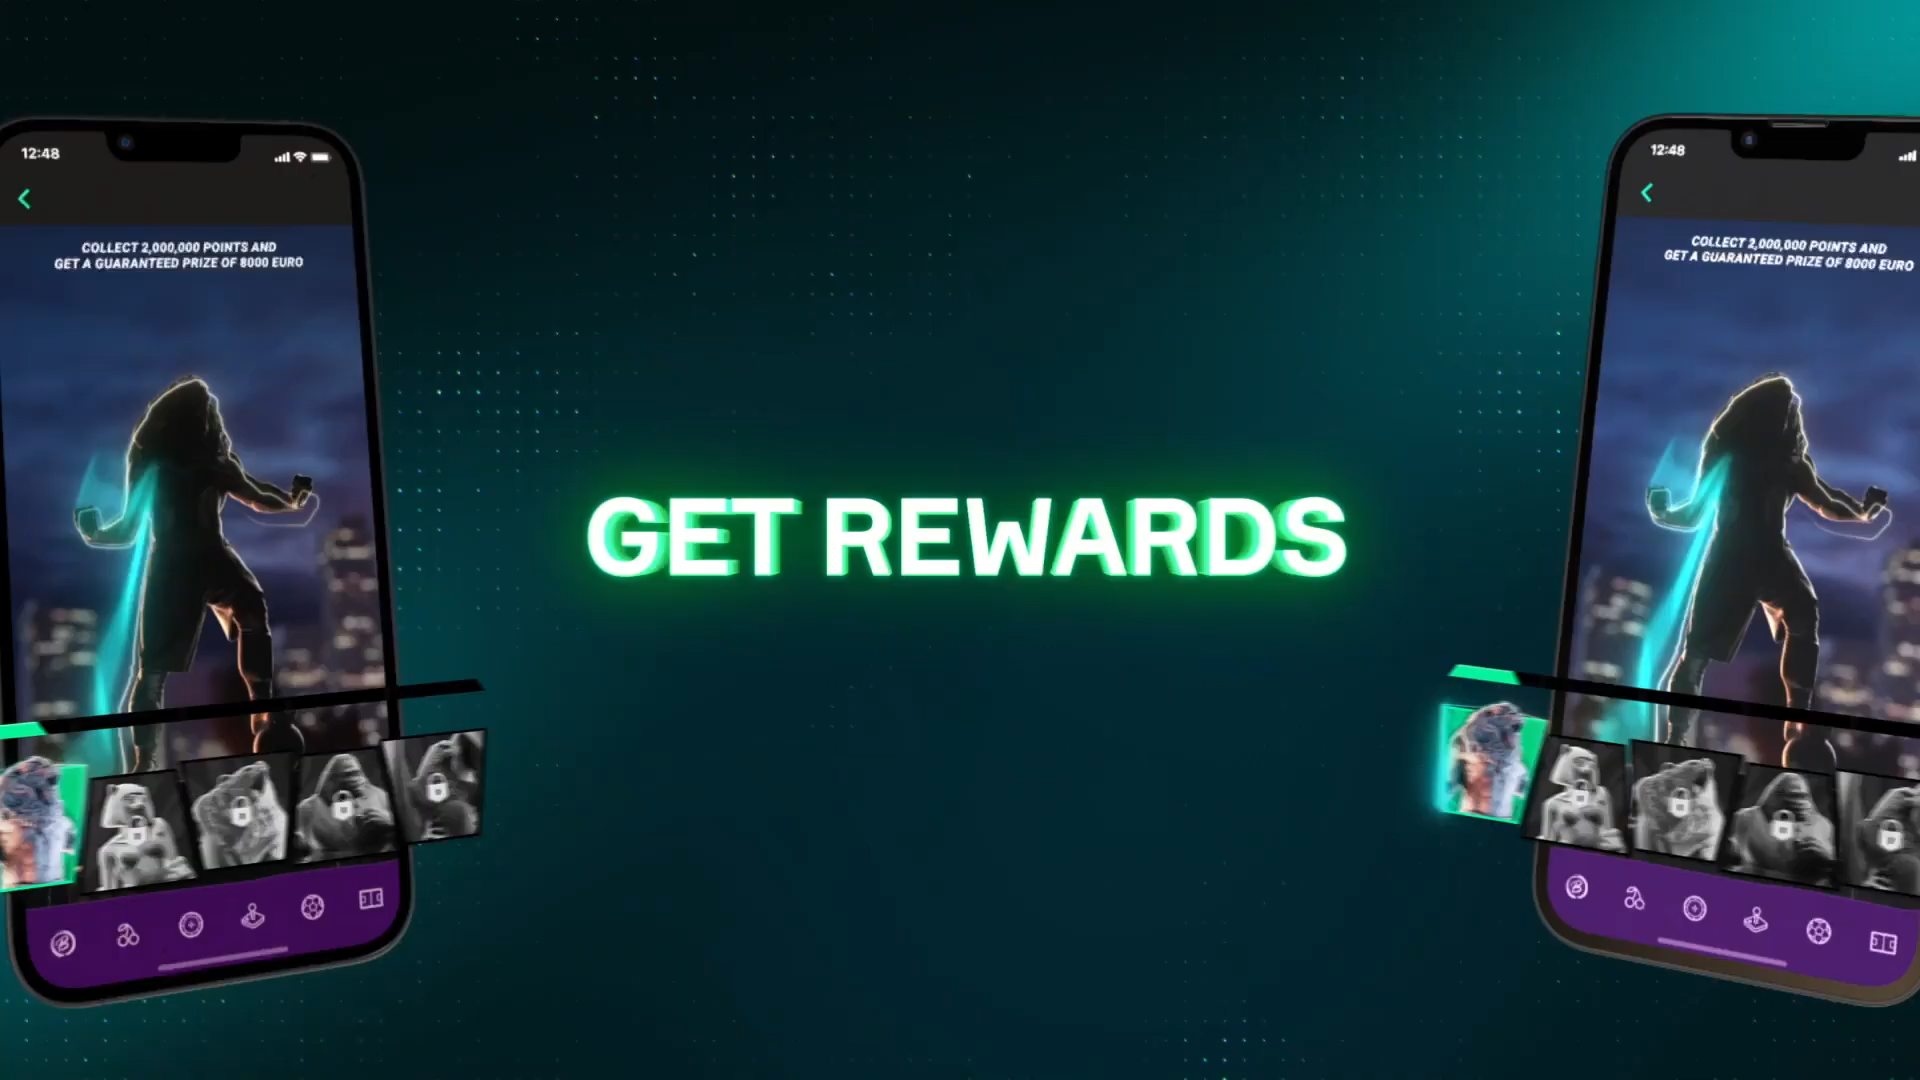 12:48
COLLECT 2,000,000 POINTS AND
GET A GUARANTEED PRIZE OF 8000 EURO
GET REWARDS
12:48
COLLECT 2,000,000 POINTS AND
GET A GUARANTEED PRIZE OF 8000 EURO